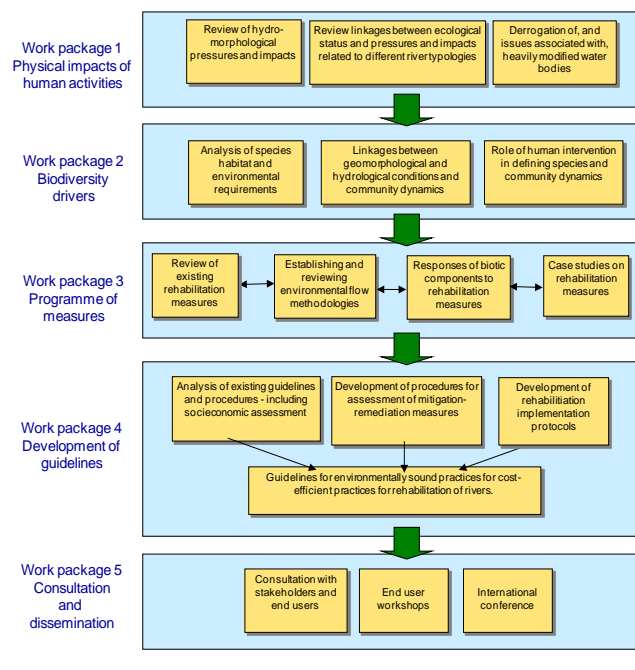 Work package 1
Physical impacts of
human activities
Review of hydro-
morphological
pressures and impacts
Review linkages between ecological
status and pressures and impacts
related to different river typologies
Derrogation of, and
issues associated with,
heavily modified water
bodies
Work package 2
Biodiversity
drivers
Analysis of species
habitat and
environmental
requirements
Linkages between
geomorphological and
hydrological conditions and
community dynamics
Role of human intervention
in defining species and
community dynamics
Work package 3
Programme of
measures
Review of
existing
rehabilitation
measures
Establishing and
reviewing
environmental flow
methodologies
Responses of biotic
components to
rehabilitation
measures
Case studies on
rehabilitation
measures
Work package 4
Development of
guidelines
Analysis of existing guidelines
and procedures - including
socieconomic assessment
Development of procedures for
assessment of mitigation-
remediation measures
Development of
rehabilitiation
implementation
protocols
Guidelines for environmentally sound practices for cost-
efficient practices for rehabilitation of rivers.
Work package 5
Consultation
and
dissemination
Consultation with
stakeholders and
end users
End user
workshops
International
conference